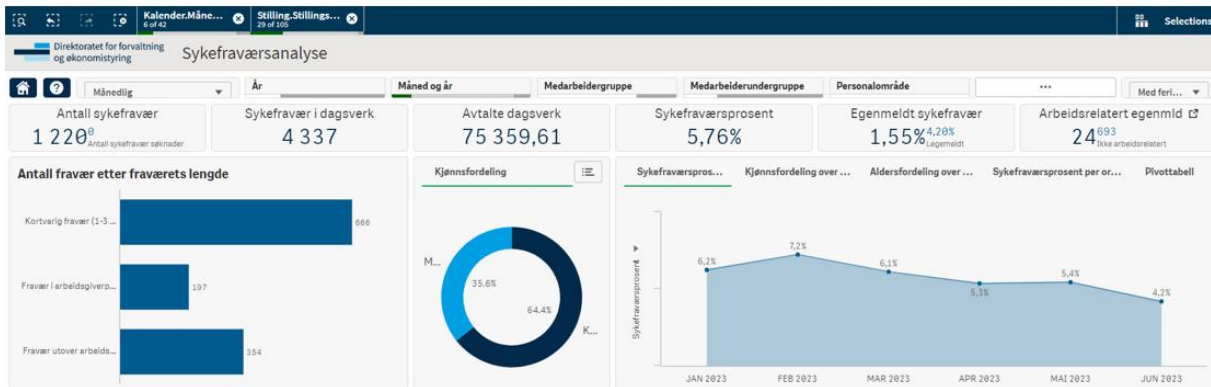 Kalender.Måne...
6 of 42
Stilling.Stillings...
29 of 105
Selections
Direktoratet for forvaltning
og økonomistyring
Sykefraværsanalyse
Månedlig
År
Måned og år
Medarbeidergruppe
Medarbeiderundergruppe
Personalområde
...
Med feri...
Antall sykefravær
1 220 0
Antall sykefravær søknader
Sykefravær i dagsverk
4 337
Avtalte dagsverk
75 359,61
Sykefraværsprosent
5,76%
Egenmeldt sykefravær
1,55% 4,20%
Legemeldt
Arbeidsrelatert egenmld
24 693
Ikke arbeidsrelatert
Antall fravær etter fraværets lengde
Kortvarig fravær (1-3 ...
666
Fravær i arbeidsgiverp...
197
Fravær utover arbeids...
354
Kjønnsfordeling
M...
35.6%
64.4%
K...
Sykefraværspros...
Kjønnsfordeling over ...
Aldersfordeling over ...
Sykefraværsprosent per or...
Pivottabell
Sykefraværsprosent
6,2%
7,2%
6,1%
5,3%
5,4%
4,2%
JAN 2023
FEB 2023
MAR 2023
APR 2023
MAI 2023
JUN 2023